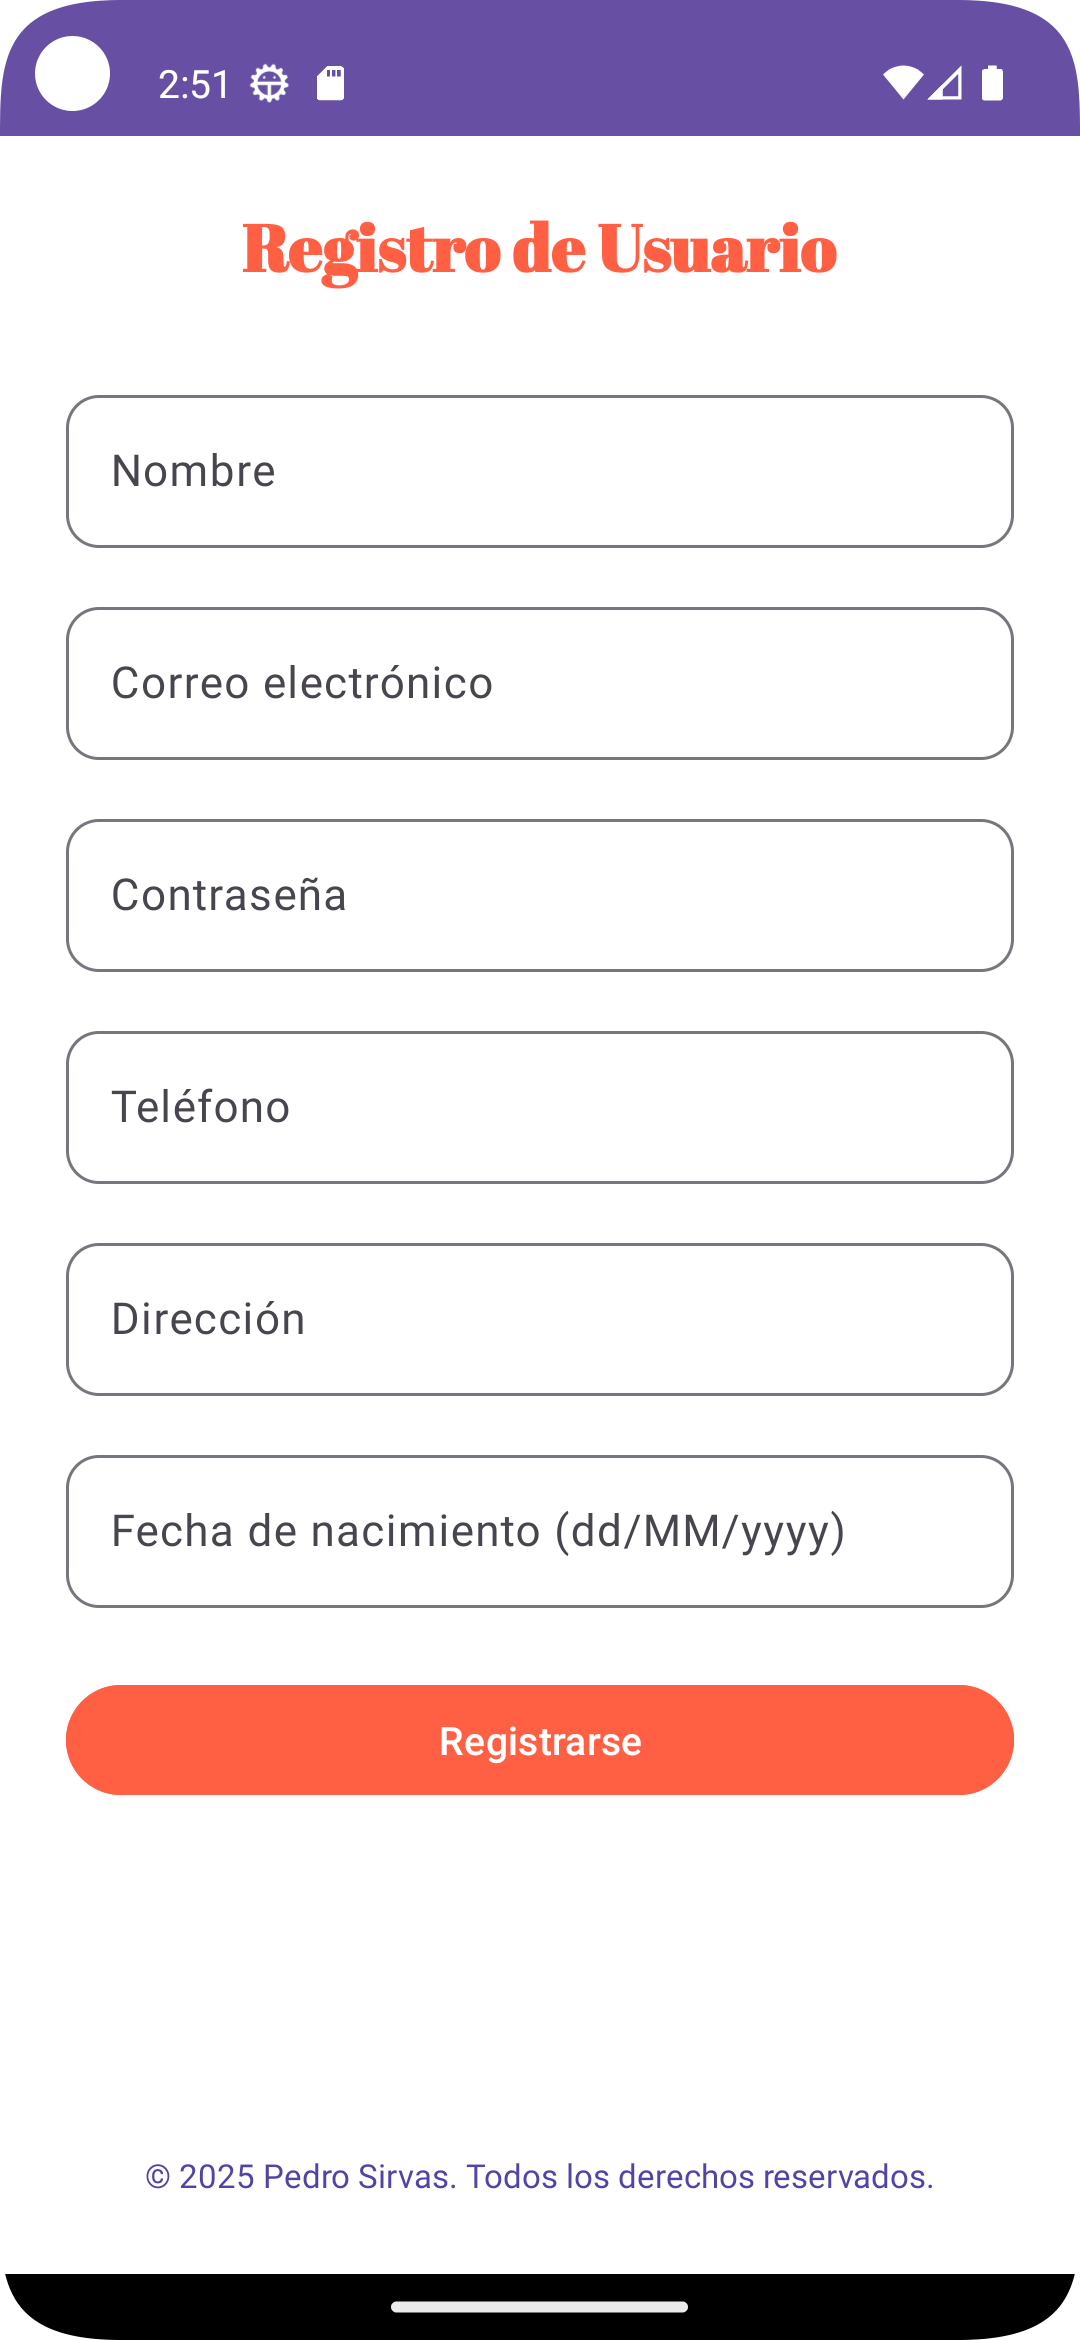 2:51
Registro de Usuario
Nombre
Correo electrónico
Contraseña
Teléfono
Dirección
Fecha de nacimiento (dd/MM/yyyy)
Registrarse
© 2025 Pedro Sirvas. Todos los derechos reservados.